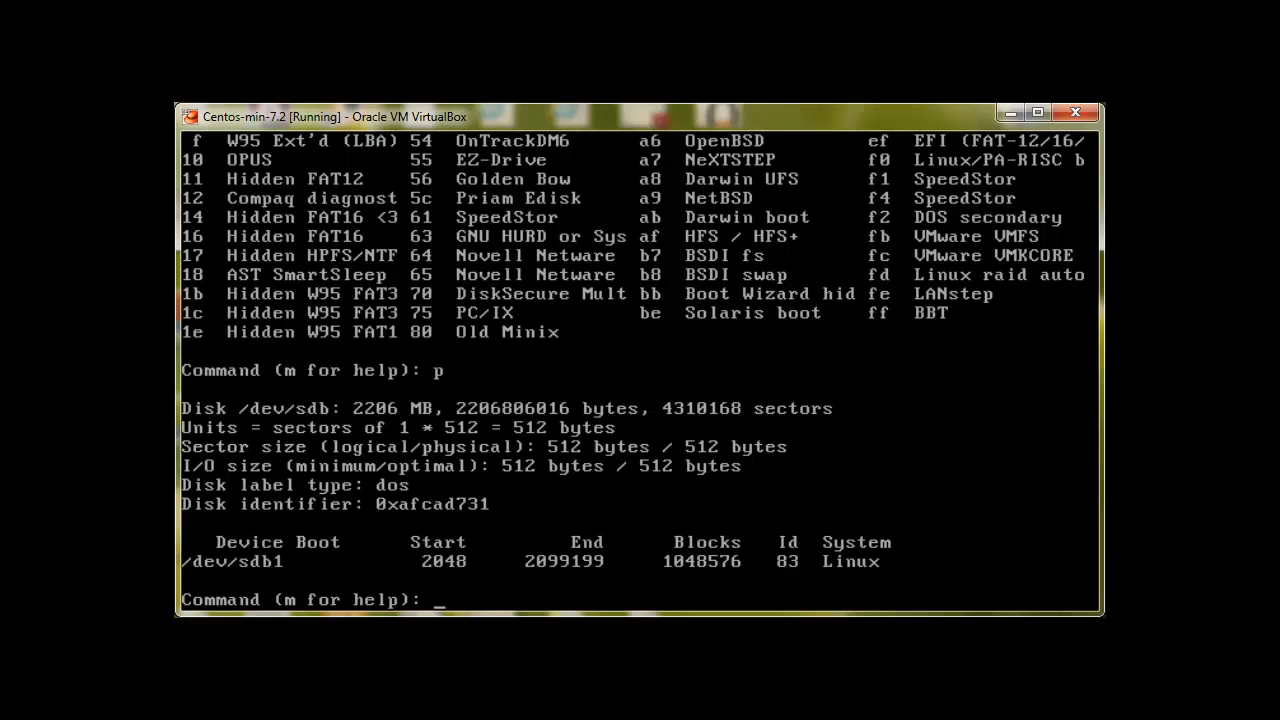 Centos-min-7.2 [Running] - Oracle VM VirtualBox
f W95 Ext'd (LBA) 54 OnTrackDM6 a6 OpenBSD ef EFI (FAT-12/16/
10 OPUS 55 EZ-Drive a7 NeXTSTEP f0 Linux/PA-RISC b
11 Hidden FAT12 56 Golden Bow a8 Darwin UFS f1 SpeedStor
12 Compaq diagnost 5c Priam Edisk a9 NetBSD f4 SpeedStor
14 Hidden FAT16 <3 61 SpeedStor ab Darwin boot f2 DOS secondary
16 Hidden FAT16 63 GNU HURD or Sys af HFS / HFS+ fb VMware VMFS
17 Hidden HPFS/NTF 64 Novell Netware b7 BSDI fs fc VMware VMKCORE
18 AST SmartSleep 65 Novell Netware b8 BSDI swap fd Linux raid auto
1b Hidden W95 FAT3 70 DiskSecure Mult bb Boot Wizard hid fe LANstep
1c Hidden W95 FAT3 75 PC/IX be Solaris boot ff BBT
1e Hidden W95 FAT1 80 Old Minix
Command (m for help): p
Disk /dev/sdb: 2206 MB, 2206806016 bytes, 4310168 sectors
Units = sectors of 1 * 512 = 512 bytes
Sector size (logical/physical): 512 bytes / 512 bytes
I/O size (minimum/optimal): 512 bytes / 512 bytes
Disk label type: dos
Disk identifier: 0xafcad731
Device Boot Start End Blocks Id System
/dev/sdb1 2048 2099199 1048576 83 Linux
Command (m for help): _